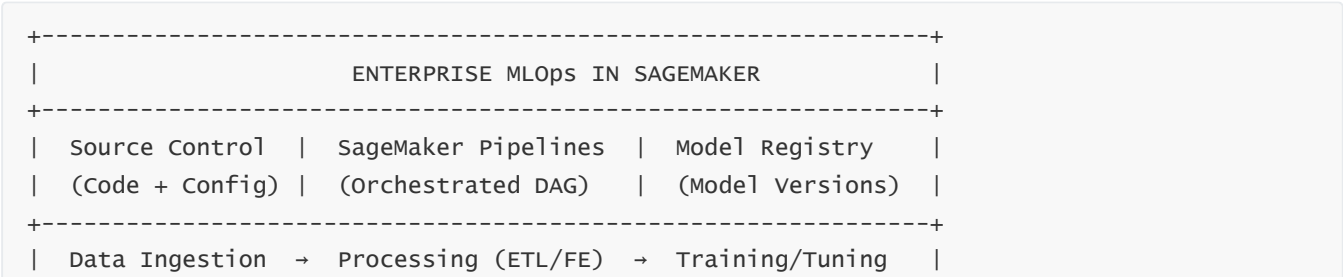 +---------------------------------------------------------------+
|                       ENTERPRISE MLOps IN SAGEMAKER            |
+---------------------------------------------------------------+
|  Source Control  |  SageMaker Pipelines  |  Model Registry    |
|  (Code + Config) |  (Orchestrated DAG)   |  (Model Versions)  |
+---------------------------------------------------------------+
|  Data Ingestion  →  Processing (ETL/FE)  →  Training/Tuning   |